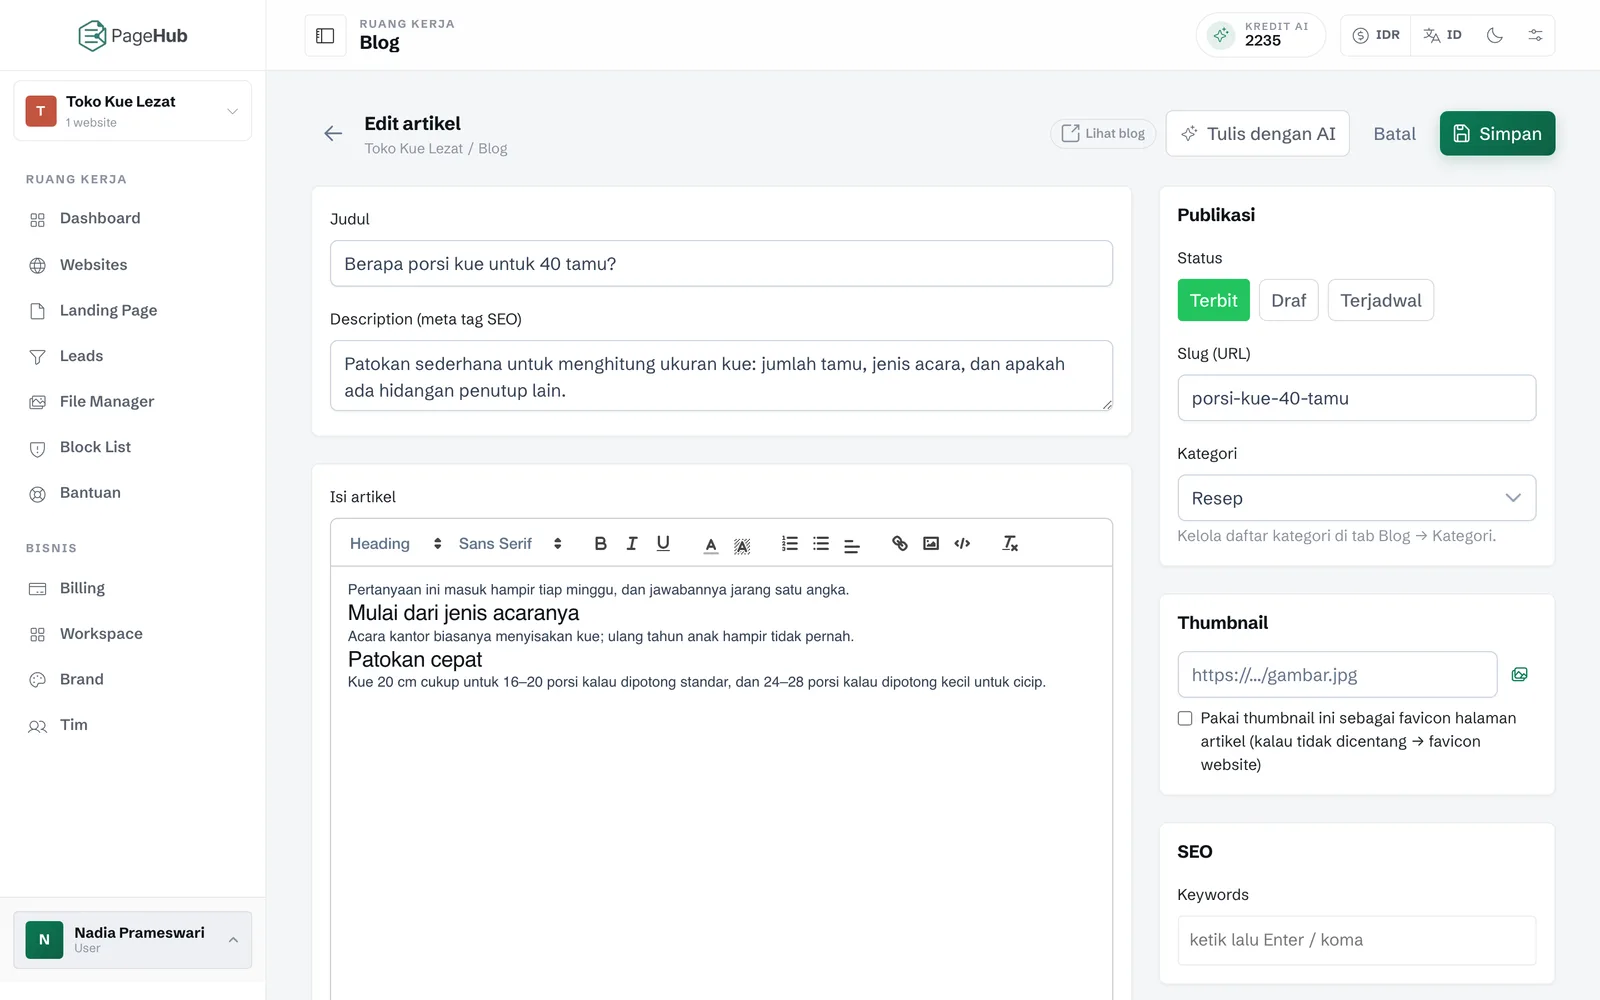 PageHub
RUANG KERJA
Blog
KREDIT AI
2235
IDR
ID
T
Toko Kue Lezat
1 website
RUANG KERJA
Dashboard
Websites
Landing Page
Leads
File Manager
Block List
Bantuan
BISNIS
Billing
Workspace
Brand
Tim
N
Nadia Prameswari
User
Edit artikel
Toko Kue Lezat / Blog
Lihat blog
Tulis dengan AI
Batal
Simpan
Judul
Berapa porsi kue untuk 40 tamu?
Description (meta tag SEO)
Patokan sederhana untuk menghitung ukuran kue: jumlah tamu, jenis acara, dan apakah
ada hidangan penutup lain.
Isi artikel
Heading
Sans Serif
Pertanyaan ini masuk hampir tiap minggu, dan jawabannya jarang satu angka.
Mulai dari jenis acaranya
Acara kantor biasanya menyisakan kue; ulang tahun anak hampir tidak pernah.
Patokan cepat
Kue 20 cm cukup untuk 16–20 porsi kalau dipotong standar, dan 24–28 porsi kalau dipotong kecil untuk cicip.
Publikasi
Status
Terbit
Draf
Terjadwal
Slug (URL)
porsi-kue-40-tamu
Kategori
Resep
Kelola daftar kategori di tab Blog → Kategori.
Thumbnail
https://.../gambar.jpg
Pakai thumbnail ini sebagai favicon halaman
artikel (kalau tidak dicentang → favicon
website)
SEO
Keywords
ketik lalu Enter / koma